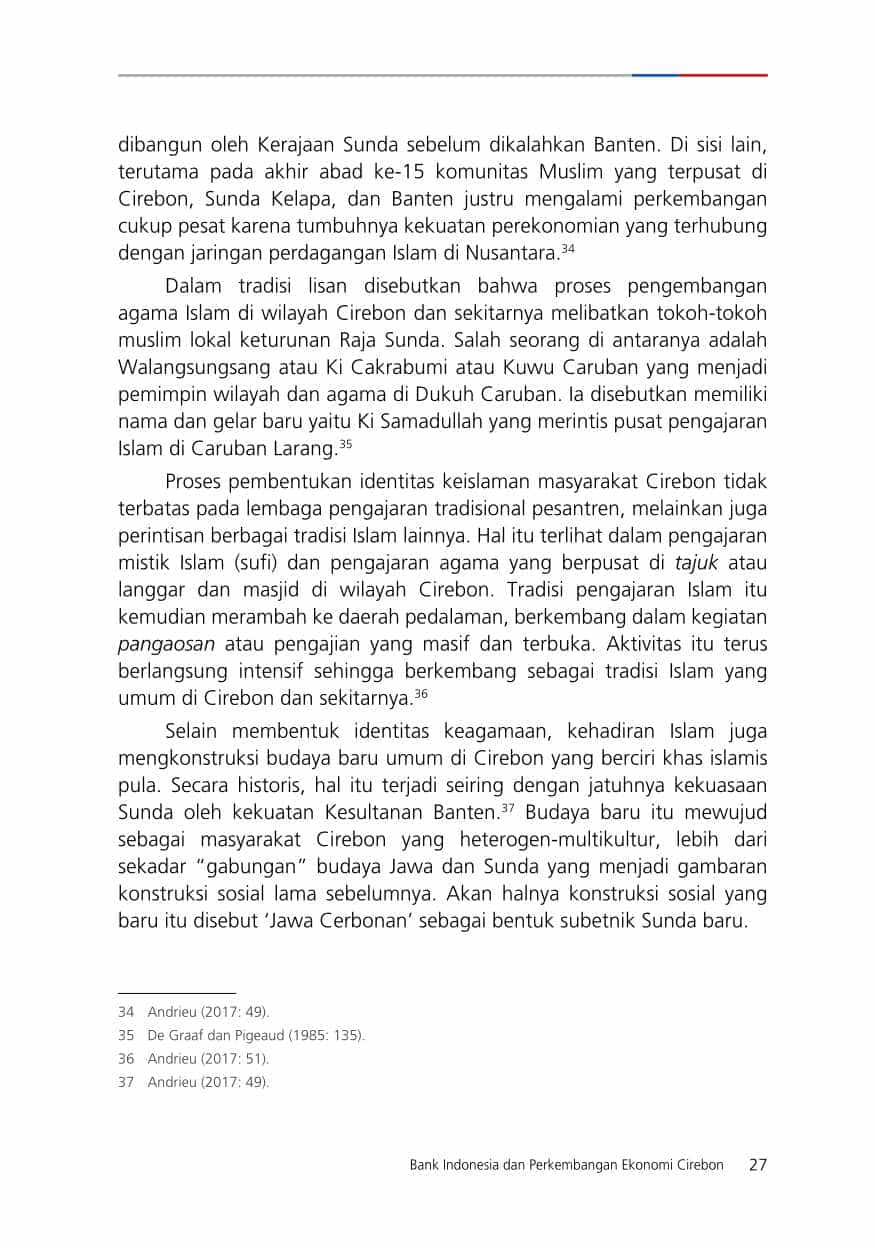 dibangun oleh Kerajaan Sunda sebelum dikalahkan Banten. Di sisi lain,
terutama pada akhir abad ke-15 komunitas Muslim yang terpusat di
Cirebon, Sunda Kelapa, dan Banten justru mengalami perkembangan
cukup pesat karena tumbuhnya kekuatan perekonomian yang terhubung
dengan jaringan perdagangan Islam di Nusantara.³⁴
Dalam tradisi lisan disebutkan bahwa proses pengembangan
agama Islam di wilayah Cirebon dan sekitarnya melibatkan tokoh-tokoh
muslim lokal keturunan Raja Sunda. Salah seorang di antaranya adalah
Walangsungsang atau Ki Cakrabumi atau Kuwu Caruban yang menjadi
pemimpin wilayah dan agama di Dukuh Caruban. Ia disebutkan memiliki
nama dan gelar baru yaitu Ki Samadullah yang merintis pusat pengajaran
Islam di Caruban Larang.³⁵
Proses pembentukan identitas keislaman masyarakat Cirebon tidak
terbatas pada lembaga pengajaran tradisional pesantren, melainkan juga
perintisan berbagai tradisi Islam lainnya. Hal itu terlihat dalam pengajaran
mistik Islam (sufi) dan pengajaran agama yang berpusat di tajuk atau
langgar dan masjid di wilayah Cirebon. Tradisi pengajaran Islam itu
kemudian merambah ke daerah pedalaman, berkembang dalam kegiatan
pangaosan atau pengajian yang masif dan terbuka. Aktivitas itu terus
berlangsung intensif sehingga berkembang sebagai tradisi Islam yang
umum di Cirebon dan sekitarnya.³⁶
Selain membentuk identitas keagamaan, kehadiran Islam juga
mengkonstruksi budaya baru umum di Cirebon yang berciri khas islamis
pula. Secara historis, hal itu terjadi seiring dengan jatuhnya kekuasaan
Sunda oleh kekuatan Kesultanan Banten.³⁷ Budaya baru itu mewujud
sebagai masyarakat Cirebon yang heterogen-multikultur, lebih dari
sekadar “gabungan” budaya Jawa dan Sunda yang menjadi gambaran
konstruksi sosial lama sebelumnya. Akan halnya konstruksi sosial yang
baru itu disebut ‘Jawa Cerbonan’ sebagai bentuk subetnik Sunda baru.
34 Andrieu (2017: 49).
35 De Graaf dan Pigeaud (1985: 135).
36 Andrieu (2017: 51).
37 Andrieu (2017: 49).
Bank Indonesia dan Perkembangan Ekonomi Cirebon 27